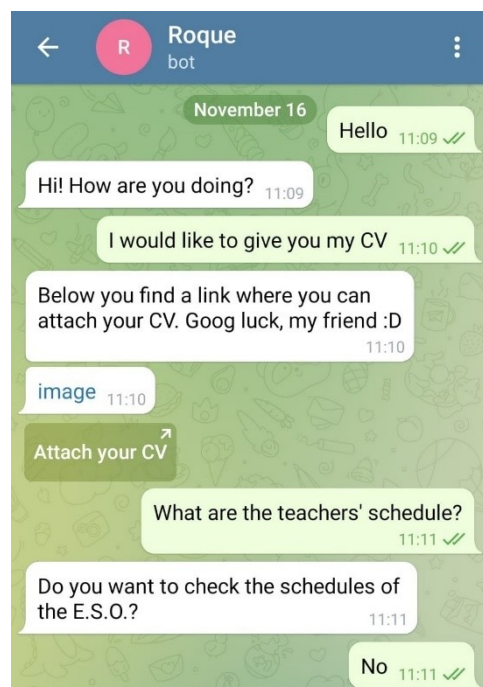 Roque
R
bot
November 16
Hello 11:09
Hi! How are you doing? 11:09
I would like to give you my CV 11:10
Below you find a link where you can
attach your CV. Goog luck, my friend :D
11:10
image 11:10
Attach your CV
What are the teachers' schedule?
11:11
Do you want to check the schedules of
the E.S.O.? 11:11
No 11:11